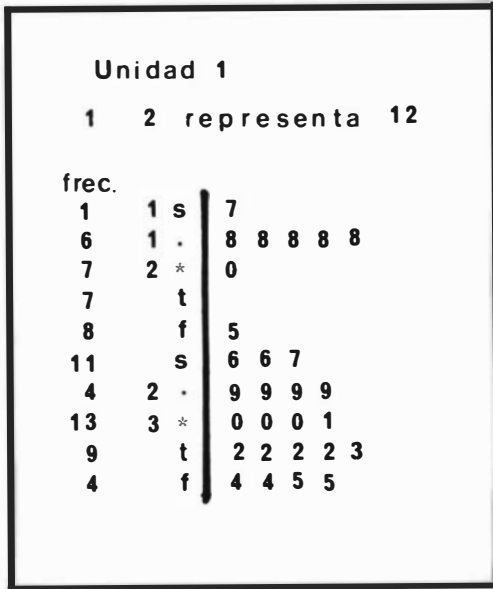 Unidad 1
1 2 representa 12
frec.
1 1 s 7
6 1 . 8 8 8 8 8
7 2 * 0
7 t
8 f 5
11 s 6 6 7
4 2 . 9 9 9 9
13 3 * 0 0 0 1
9 t 2 2 2 2 3
4 f 4 4 5 5